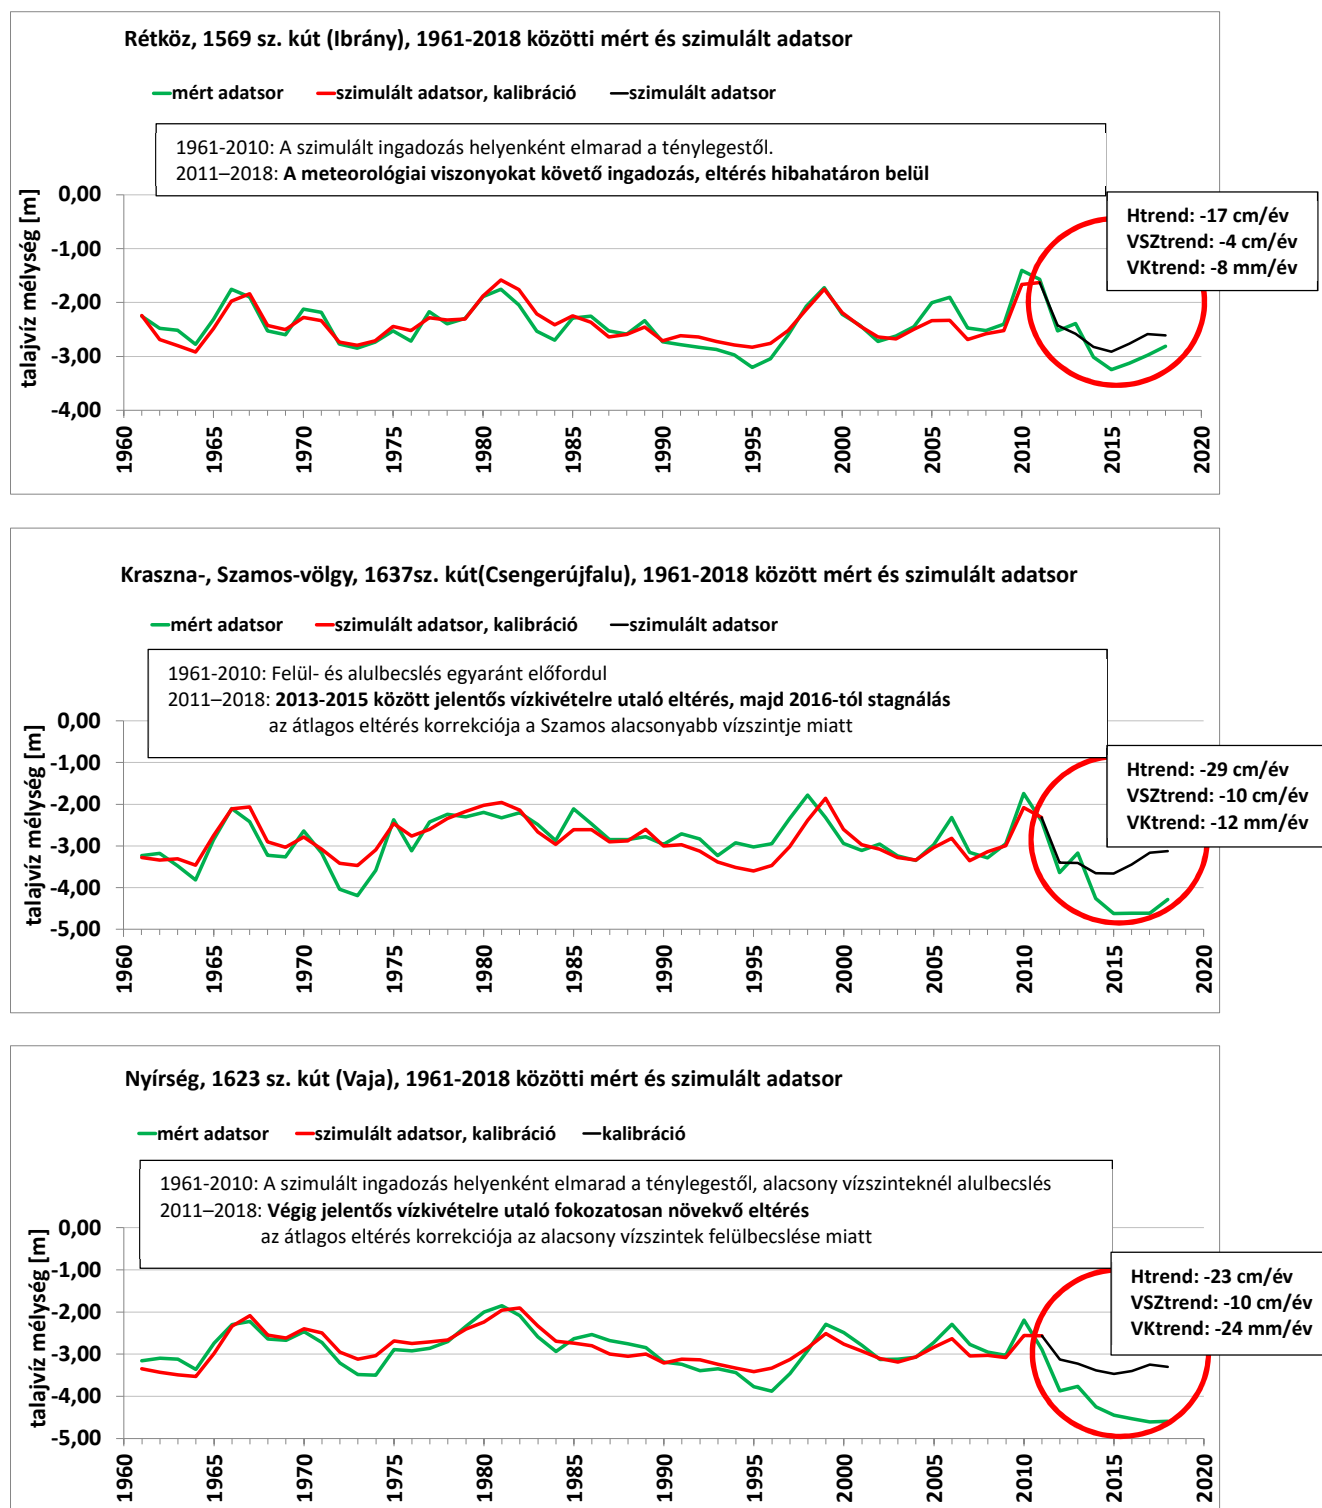 Rétköz, 1569 sz. kút (Ibrány), 1961-2018 közötti mért és szimulált adatsor
mért adatsor szimulált adatsor, kalibráció szimulált adatsor
1961-2010: A szimulált ingadozás helyenként elmarad a ténylegestől.
2011–2018: A meteorológiai viszonyokat követő ingadozás, eltérés hibahatáron belül
Htrend: -17 cm/év
VSZtrend: -4 cm/év
VKtrend: -8 mm/év
talajvíz mélység [m]
0,00
-1,00
-2,00
-3,00
-4,00
1960 1965 1970 1975 1980 1985 1990 1995 2000 2005 2010 2015 2020
Kraszna-, Szamos-völgy, 1637sz. kút(Csengerújfalu), 1961-2018 között mért és szimulált adatsor
mért adatsor szimulált adatsor, kalibráció szimulált adatsor
1961-2010: Felül- és alulbecslés egyaránt előfordul
2011–2018: 2013-2015 között jelentős vízkivételre utaló eltérés, majd 2016-tól stagnálás
az átlagos eltérés korrekciója a Szamos alacsonyabb vízszintje miatt
Htrend: -29 cm/év
VSZtrend: -10 cm/év
VKtrend: -12 mm/év
talajvíz mélység [m]
0,00
-1,00
-2,00
-3,00
-4,00
-5,00
1960 1965 1970 1975 1980 1985 1990 1995 2000 2005 2010 2015 2020
Nyírség, 1623 sz. kút (Vaja), 1961-2018 közötti mért és szimulált adatsor
mért adatsor szimulált adatsor, kalibráció kalibráció
1961-2010: A szimulált ingadozás helyenként elmarad a ténylegestől, alacsony vízszinteknél alulbecslés
2011–2018: Végig jelentős vízkivételre utaló fokozatosan növekvő eltérés
az átlagos eltérés korrekciója az alacsony vízszintek felülbecslése miatt
Htrend: -23 cm/év
VSZtrend: -10 cm/év
VKtrend: -24 mm/év
talajvíz mélység [m]
0,00
-1,00
-2,00
-3,00
-4,00
-5,00
1960 1965 1970 1975 1980 1985 1990 1995 2000 2005 2010 2015 2020